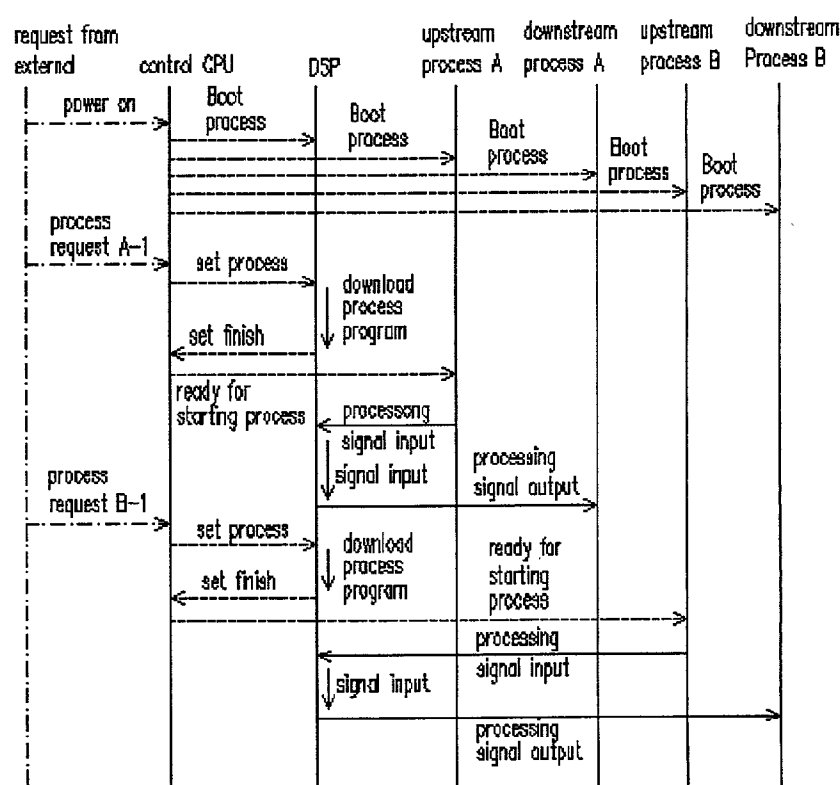 request from
external
control CPU
DSP
upstream
process A
downstream
process A
upstream
process B
downstream
Process B
power on
Boot
process
Boot
process
Boot
process
Boot
process
Boot
process
process
request A-1
set process
download
process
program
set finish
ready for
starting process
processong
signal input
signal input
processing
signal output
process
request B-1
set process
download
process
program
ready for
starting
process
set finish
processing
signal input
signal input
processing
signal output